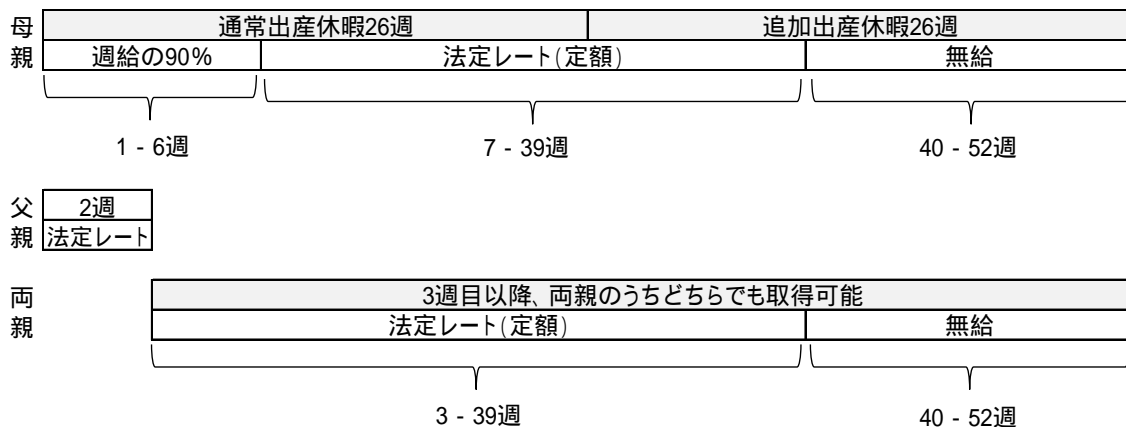 母親
通常出産休暇26週 追加出産休暇26週
週給の90% 法定レート(定額) 無給
1 - 6週 7 - 39週 40 - 52週
父親
2週
法定レート
両親
3週目以降、両親のうちどちらでも取得可能
法定レート(定額) 無給
3 - 39週 40 - 52週